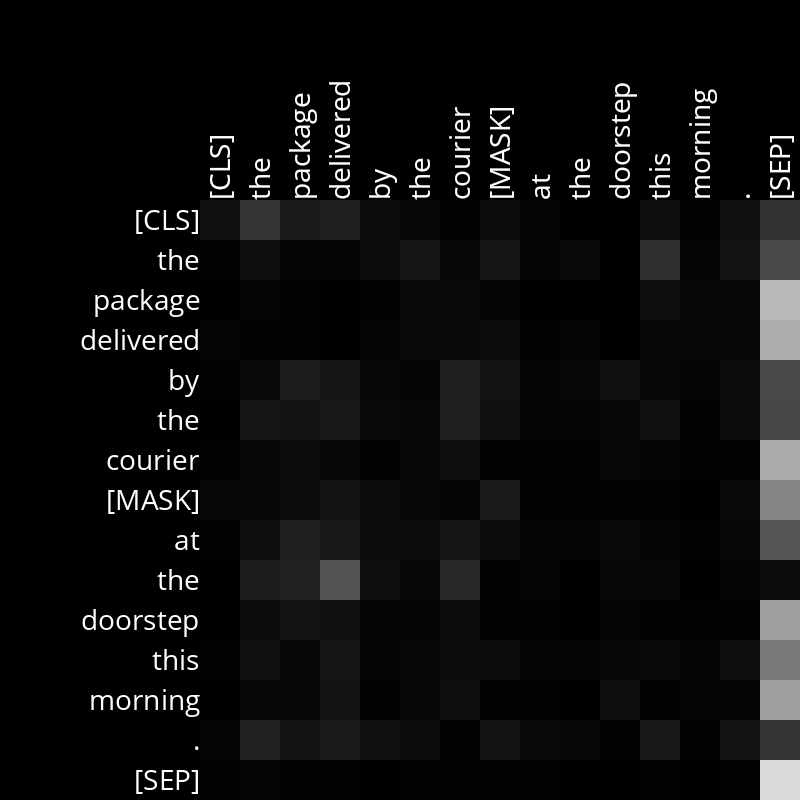 [CLS] the package delivered by the courier [MASK] at the doorstep this morning . [SEP]
[CLS]
the
package
delivered
by
the
courier
[MASK]
at
the
doorstep
this
morning
.
[SEP]